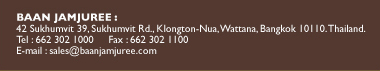 BAAN JAMJUREE :
42 Sukhumvit 39, Sukhumvit Rd., Klongton-Nua, Wattana, Bangkok 10110. Thailand.
Tel : 662 302 1000 Fax : 662 302 1100
E-mail : sales@baanjamjuree.com